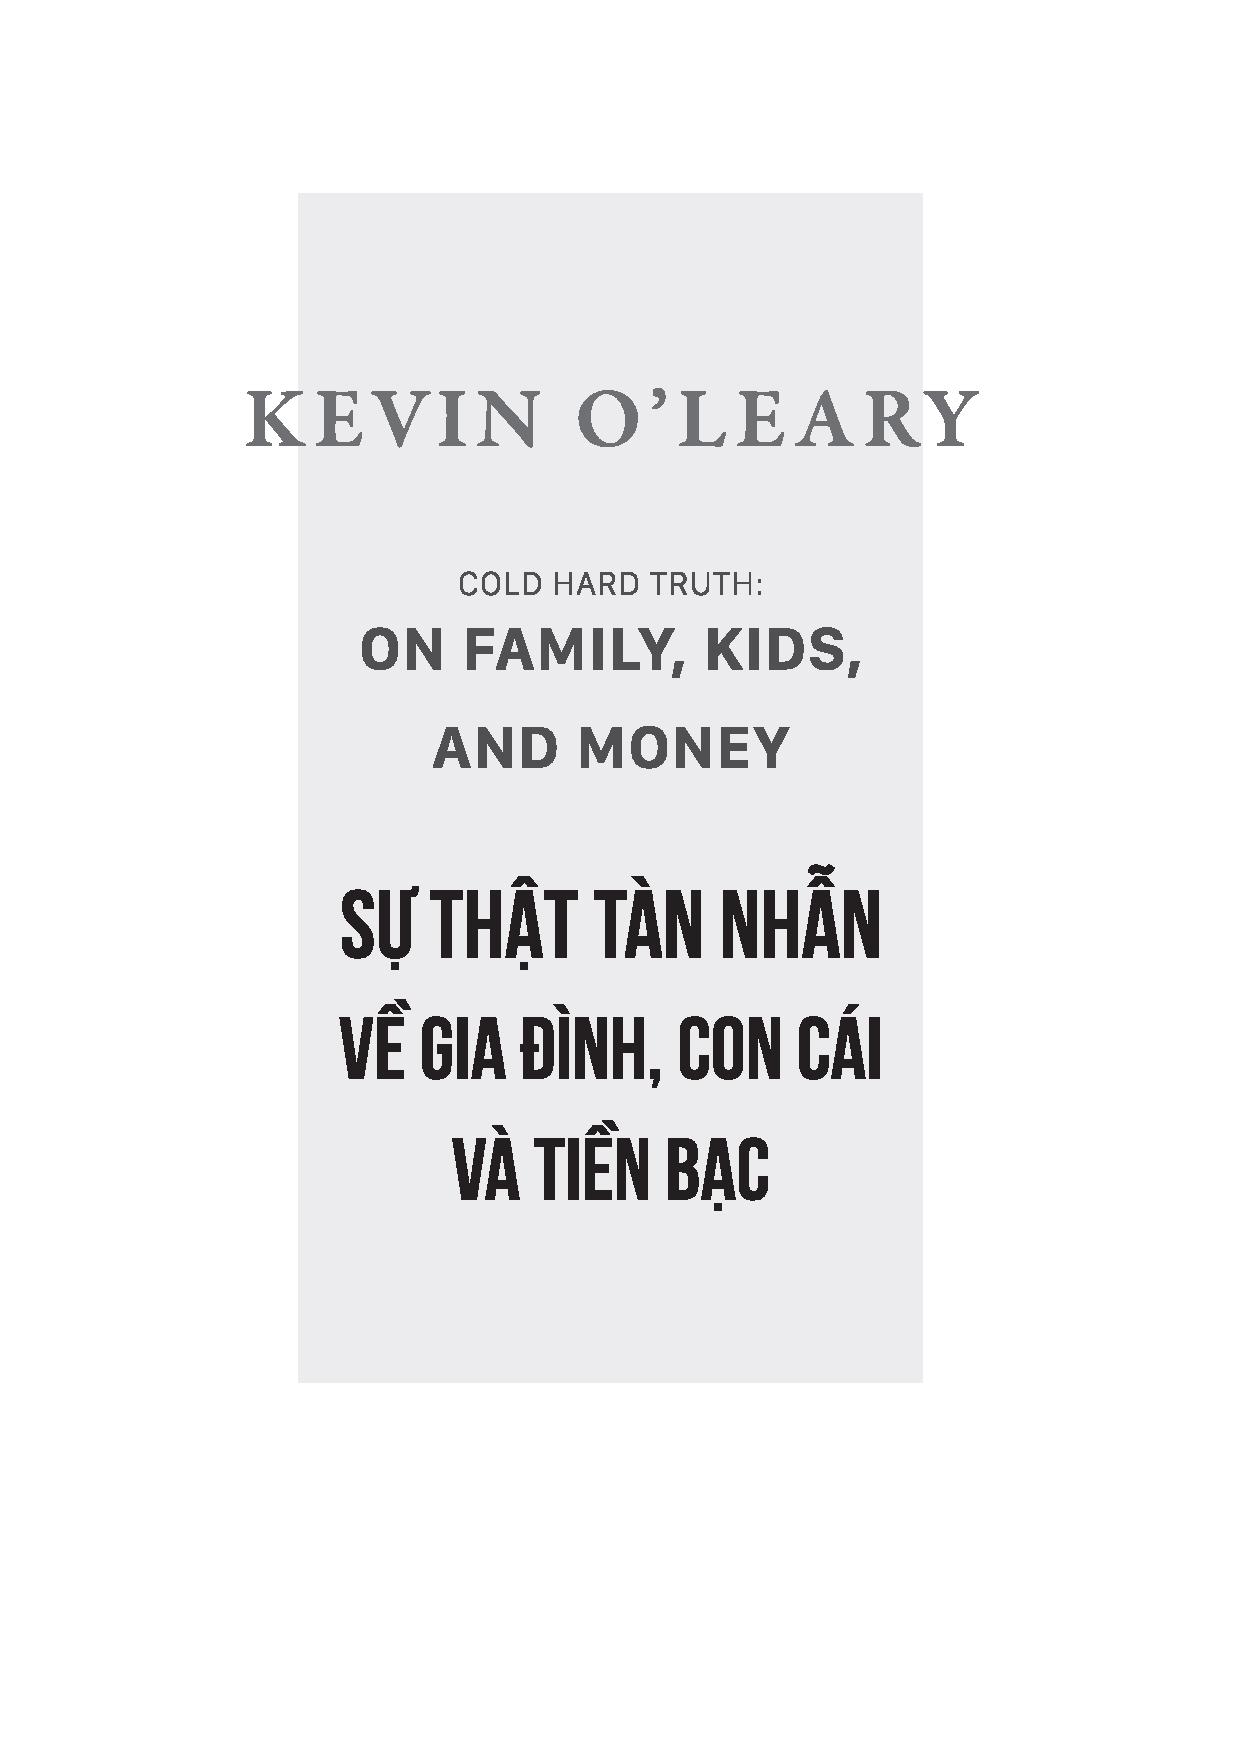 KEVIN O’LEARY
COLD HARD TRUTH:
ON FAMILY, KIDS,
AND MONEY
SỰ THẬT TÀN NHẪN
VỀ GIA ĐÌNH, CON CÁI
VÀ TIỀN BẠC